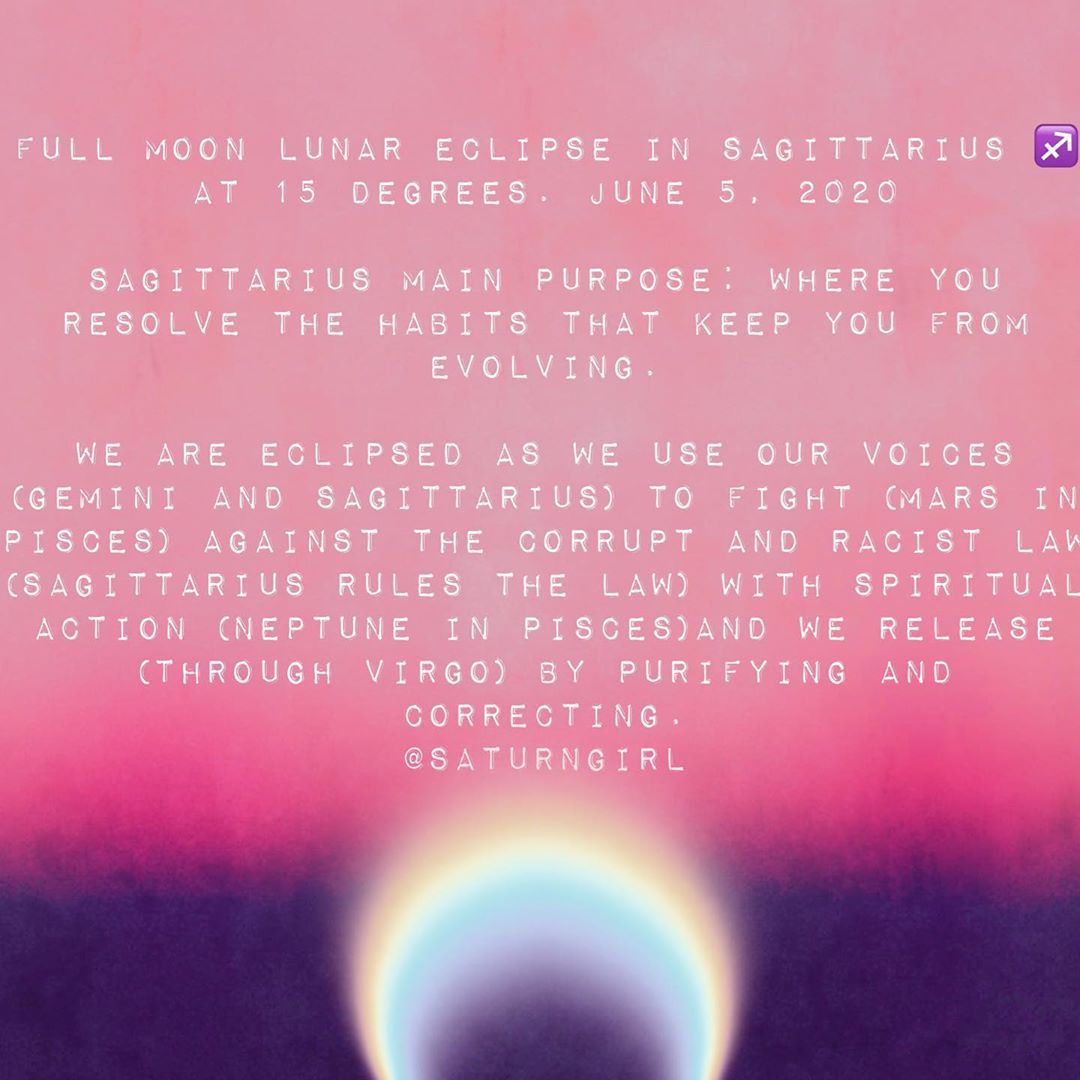 FULL MOON LUNAR ECLIPSE IN SAGITTARIUS ♐
AT 15 DEGREES. JUNE 5, 2020
SAGITTARIUS MAIN PURPOSE: WHERE YOU
RESOLVE THE HABITS THAT KEEP YOU FROM
EVOLVING.
WE ARE ECLIPSED AS WE USE OUR VOICES
(GEMINI AND SAGITTARIUS) TO FIGHT (MARS IN
PISCES) AGAINST THE CORRUPT AND RACIST LAW
(SAGITTARIUS RULES THE LAW) WITH SPIRITUAL
ACTION (NEPTUNE IN PISCES)AND WE RELEASE
(THROUGH VIRGO) BY PURIFYING AND
CORRECTING.
@SATURNGIRL